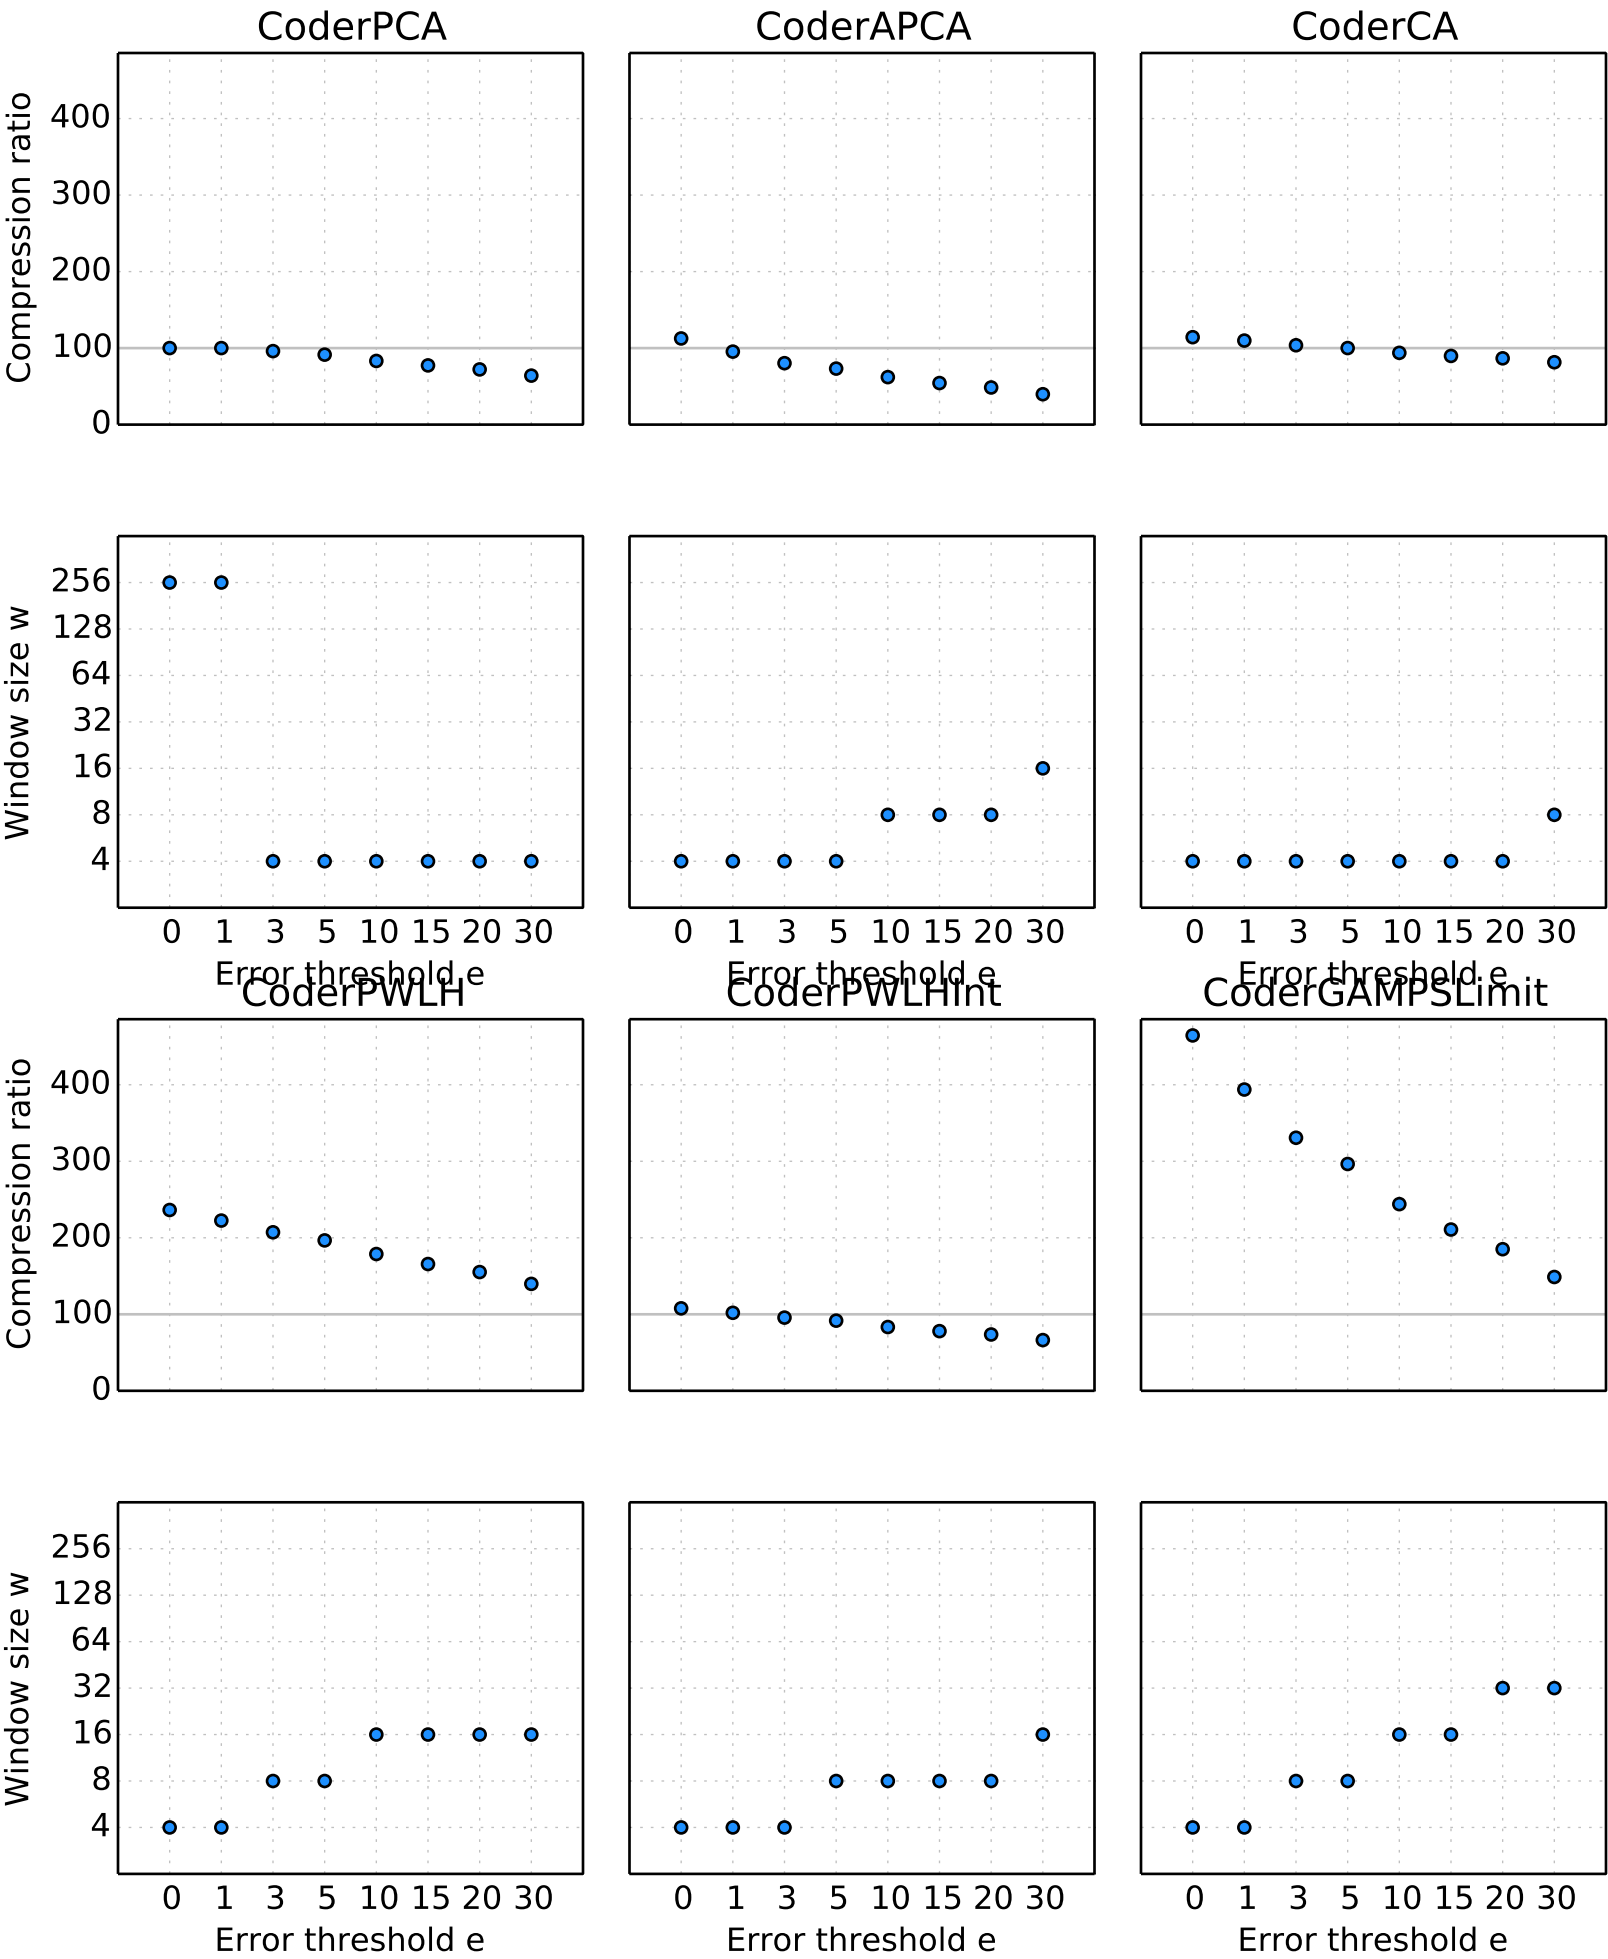 CoderPCA CoderAPCA CoderCA
Compression ratio
400
300
200
100
0
Window size w
256
128
64
32
16
8
4
0 1 3 5 10 15 20 30 0 1 3 5 10 15 20 30 0 1 3 5 10 15 20 30
Error threshold e Error threshold e Error threshold e
CoderPWLH CoderPWLHInt CoderGAMPSLimit
Compression ratio
400
300
200
100
0
Window size w
256
128
64
32
16
8
4
0 1 3 5 10 15 20 30 0 1 3 5 10 15 20 30 0 1 3 5 10 15 20 30
Error threshold e Error threshold e Error threshold e